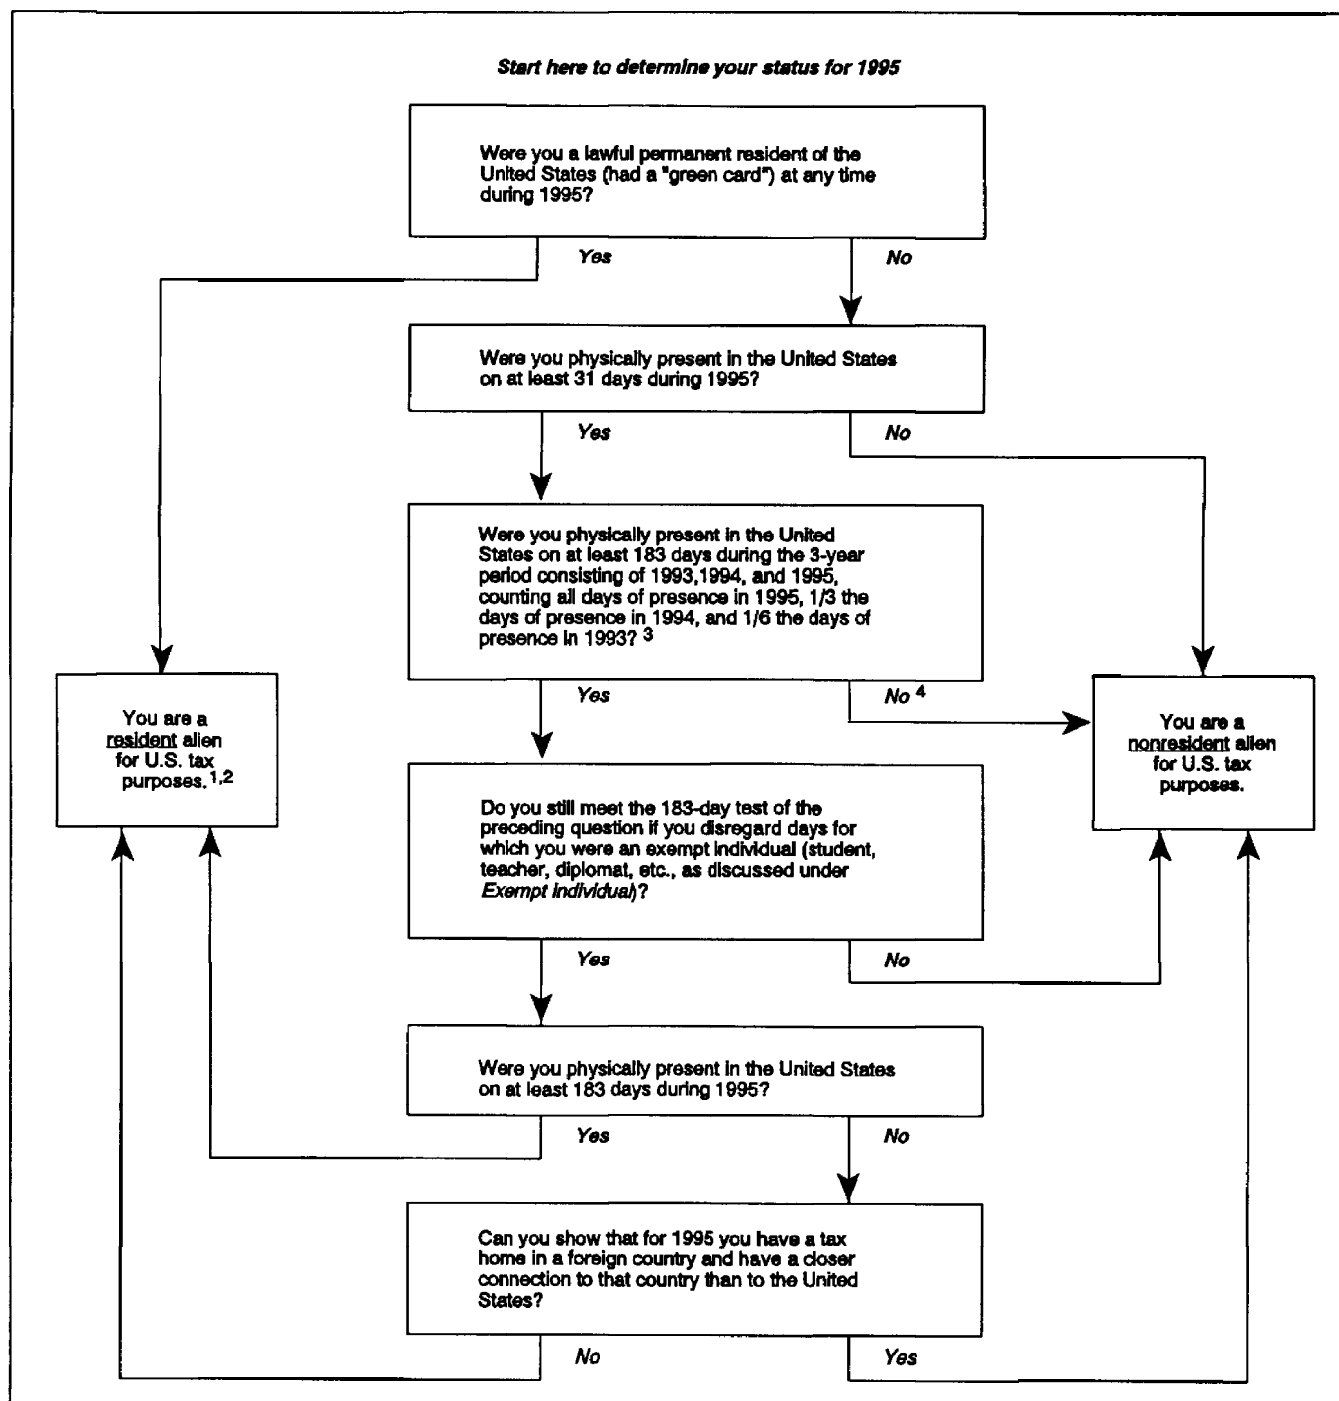 Start here to determine your status for 1995
Were you a lawful permanent resident of the
United States (had a "green card") at any time
during 1995?
Yes
No
Were you physically present in the United States
on at least 31 days during 1995?
Yes
No
Were you physically present in the United
States on at least 183 days during the 3-year
period consisting of 1993,1994, and 1995,
counting all days of presence in 1995, 1/3 the
days of presence in 1994, and 1/6 the days of
presence in 1993? 3
Yes
No 4
You are a
resident alien
for U.S. tax
purposes.1,2
You are a
nonresident alien
for U.S. tax
purposes.
Do you still meet the 183-day test of the
preceding question if you disregard days for
which you were an exempt individual (student,
teacher, diplomat, etc., as discussed under
Exempt individual)?
Yes
No
Were you physically present in the United States
on at least 183 days during 1995?
Yes
No
Can you show that for 1995 you have a tax
home in a foreign country and have a closer
connection to that country than to the United
States?
No
Yes